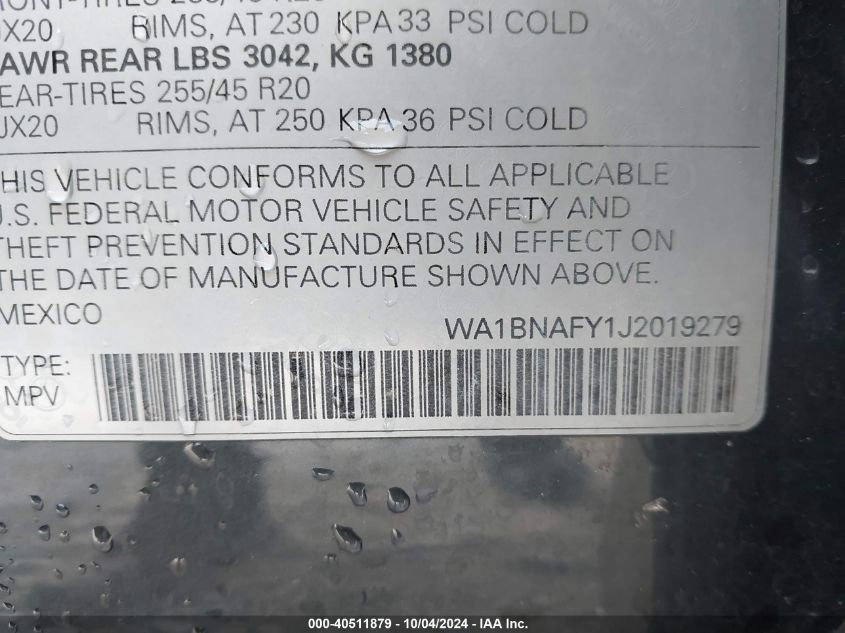 RIMS, AT 230 KPA 33 PSI COLD
AWR REAR LBS 3042, KG 1380
EAR-TIRES 255/45 R20
JX20 RIMS, AT 250 KPA 36 PSI COLD
HIS VEHICLE CONFORMS TO ALL APPLICABLE
U.S. FEDERAL MOTOR VEHICLE SAFETY AND
THEFT PREVENTION STANDARDS IN EFFECT ON
THE DATE OF MANUFACTURE SHOWN ABOVE.
MEXICO
WA1BNAFY1J2019279
TYPE:
MPV
000-40511879 - 10/04/2024 - IAA Inc.